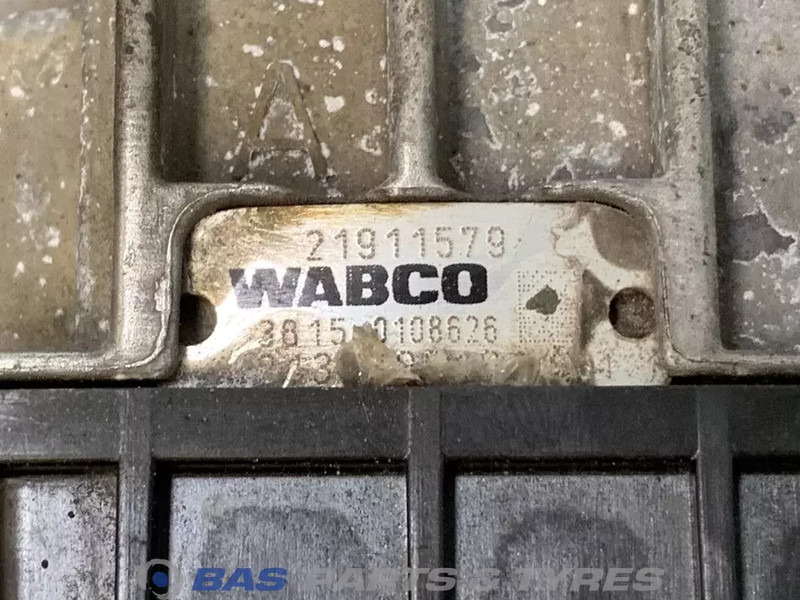 A
21911579
WABCO
3815 0108626
BAS PARTS & TYRES